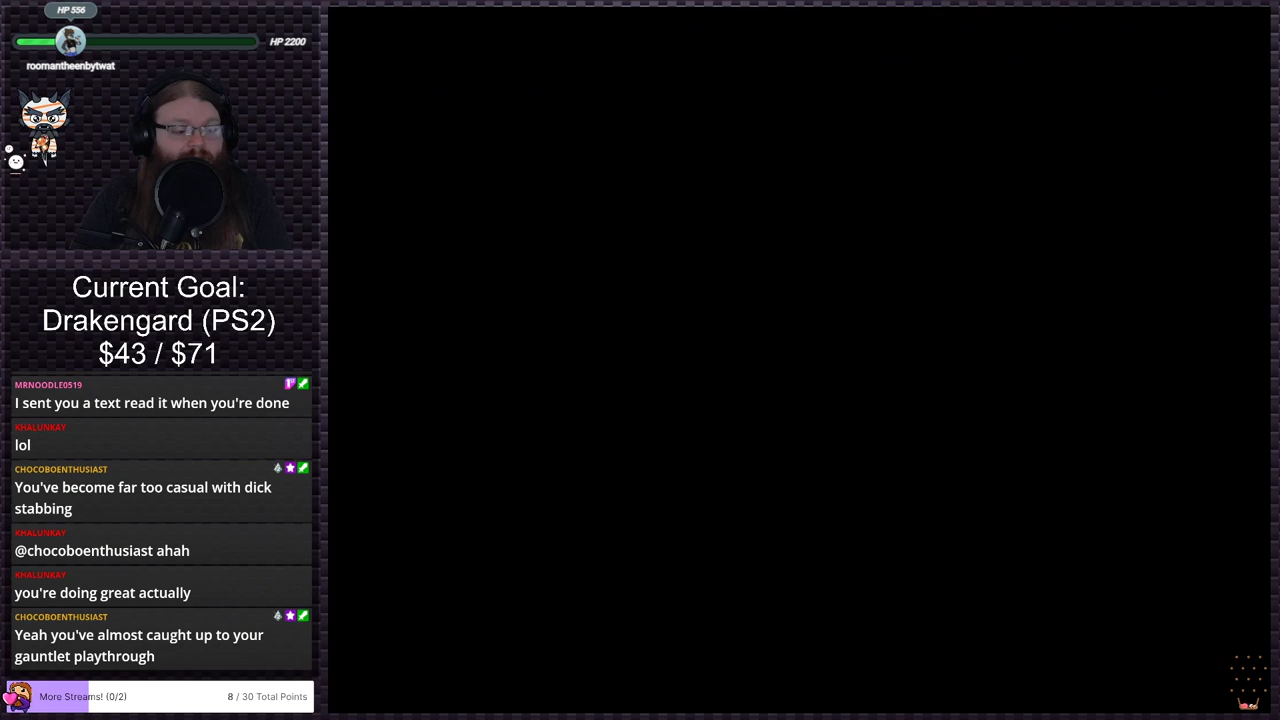 HP 556
HP 2200
roomantheenbytwat
Current Goal:
Drakengard (PS2)
$43 / $71
MRNOODLE0519
I sent you a text read it when you're done
KHALUNKAY
lol
CHOCOBOENTHUSIAST
You've become far too casual with dick
stabbing
KHALUNKAY
@chocoboenthusiast ahah
KHALUNKAY
you're doing great actually
CHOCOBOENTHUSIAST
Yeah you've almost caught up to your
gauntlet playthrough
More Streams! (0/2)
8 / 30 Total Points